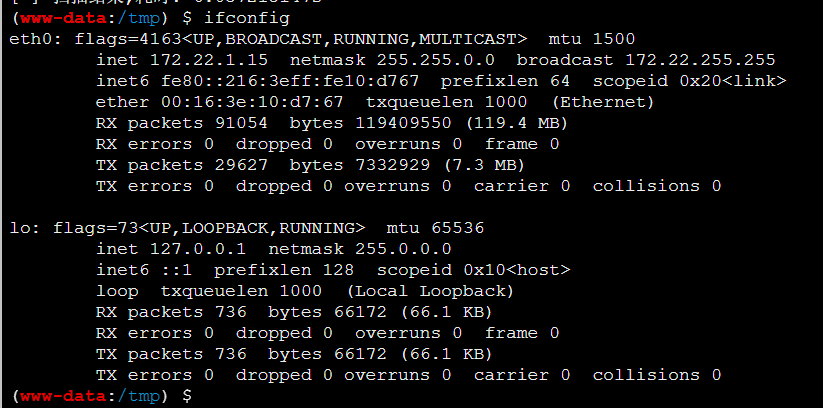 (www-data:/tmp) $ ifconfig
eth0: flags=4163<UP,BROADCAST,RUNNING,MULTICAST>  mtu 1500
        inet 172.22.1.15  netmask 255.255.0.0  broadcast 172.22.255.255
        inet6 fe80::216:3eff:fe10:d767  prefixlen 64  scopeid 0x20<link>
        ether 00:16:3e:10:d7:67  txqueuelen 1000  (Ethernet)
        RX packets 91054  bytes 119409550 (119.4 MB)
        RX errors 0  dropped 0  overruns 0  frame 0
        TX packets 29627  bytes 7332929 (7.3 MB)
        TX errors 0  dropped 0 overruns 0  carrier 0  collisions 0

lo: flags=73<UP,LOOPBACK,RUNNING>  mtu 65536
        inet 127.0.0.1  netmask 255.0.0.0
        inet6 ::1  prefixlen 128  scopeid 0x10<host>
        loop  txqueuelen 1000  (Local Loopback)
        RX packets 736  bytes 66172 (66.1 KB)
        RX errors 0  dropped 0  overruns 0  frame 0
        TX packets 736  bytes 66172 (66.1 KB)
        TX errors 0  dropped 0 overruns 0  carrier 0  collisions 0
(www-data:/tmp) $